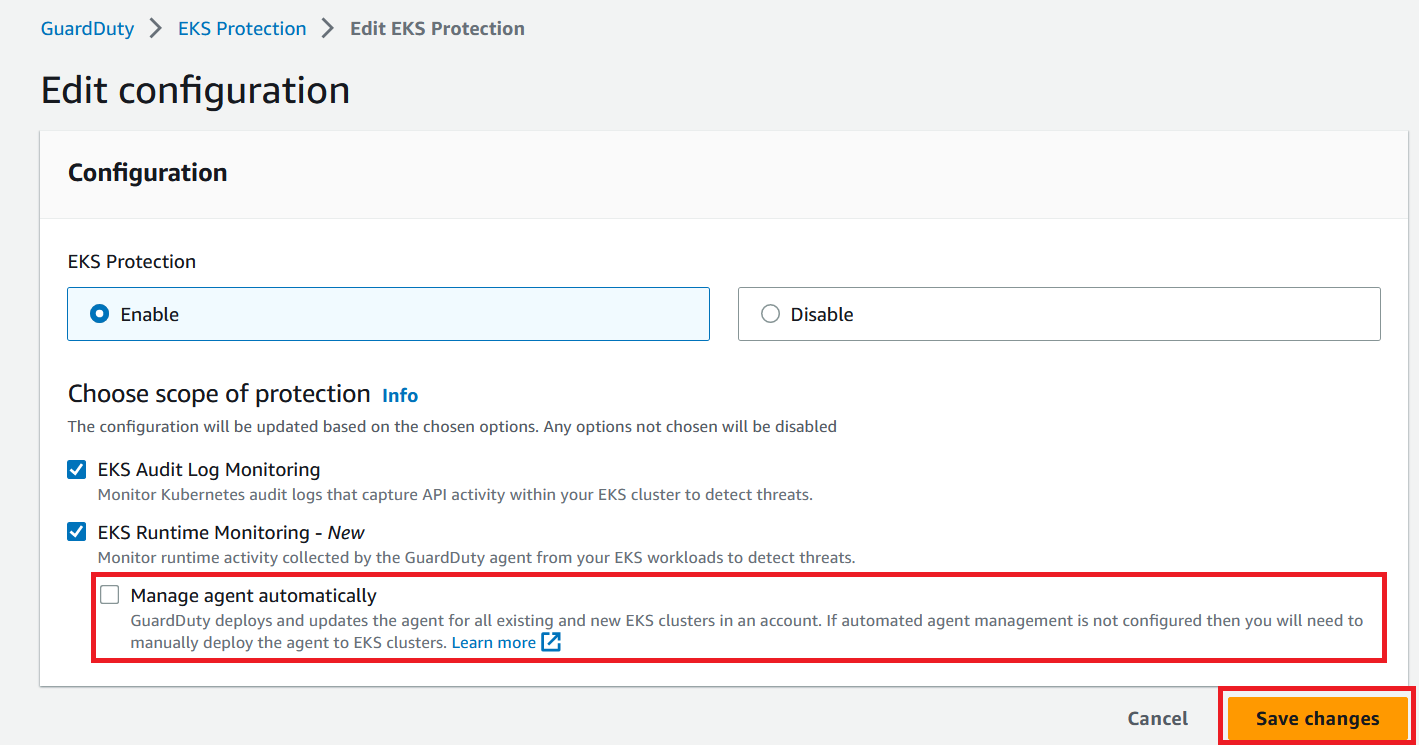 GuardDuty > EKS Protection > Edit EKS Protection
Edit configuration
Configuration
EKS Protection
Enable
Disable
Choose scope of protection Info
The configuration will be updated based on the chosen options. Any options not chosen will be disabled
EKS Audit Log Monitoring
Monitor Kubernetes audit logs that capture API activity within your EKS cluster to detect threats.
EKS Runtime Monitoring - New
Monitor runtime activity collected by the GuardDuty agent from your EKS workloads to detect threats.
Manage agent automatically
GuardDuty deploys and updates the agent for all existing and new EKS clusters in an account. If automated agent management is not configured then you will need to
manually deploy the agent to EKS clusters. Learn more
Cancel
Save changes